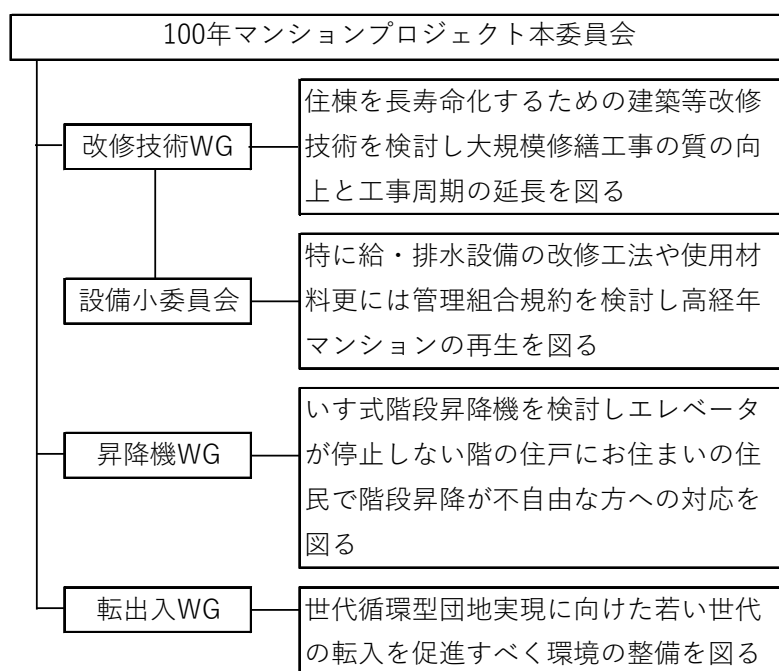 100年マンションプロジェクト本委員会
改修技術WG
住棟を長寿命化するための建築等改修
技術を検討し大規模修繕工事の質の向
上と工事周期の延長を図る
設備小委員会
特に給・排水設備の改修工法や使用材
料更には管理組合規約を検討し高経年
マンションの再生を図る
昇降機WG
いす式階段昇降機を検討しエレベータ
が停止しない階の住戸にお住まいの住
民で階段昇降が不自由な方への対応を
図る
転出入WG
世代循環型団地実現に向けた若い世代
の転入を促進すべく環境の整備を図る